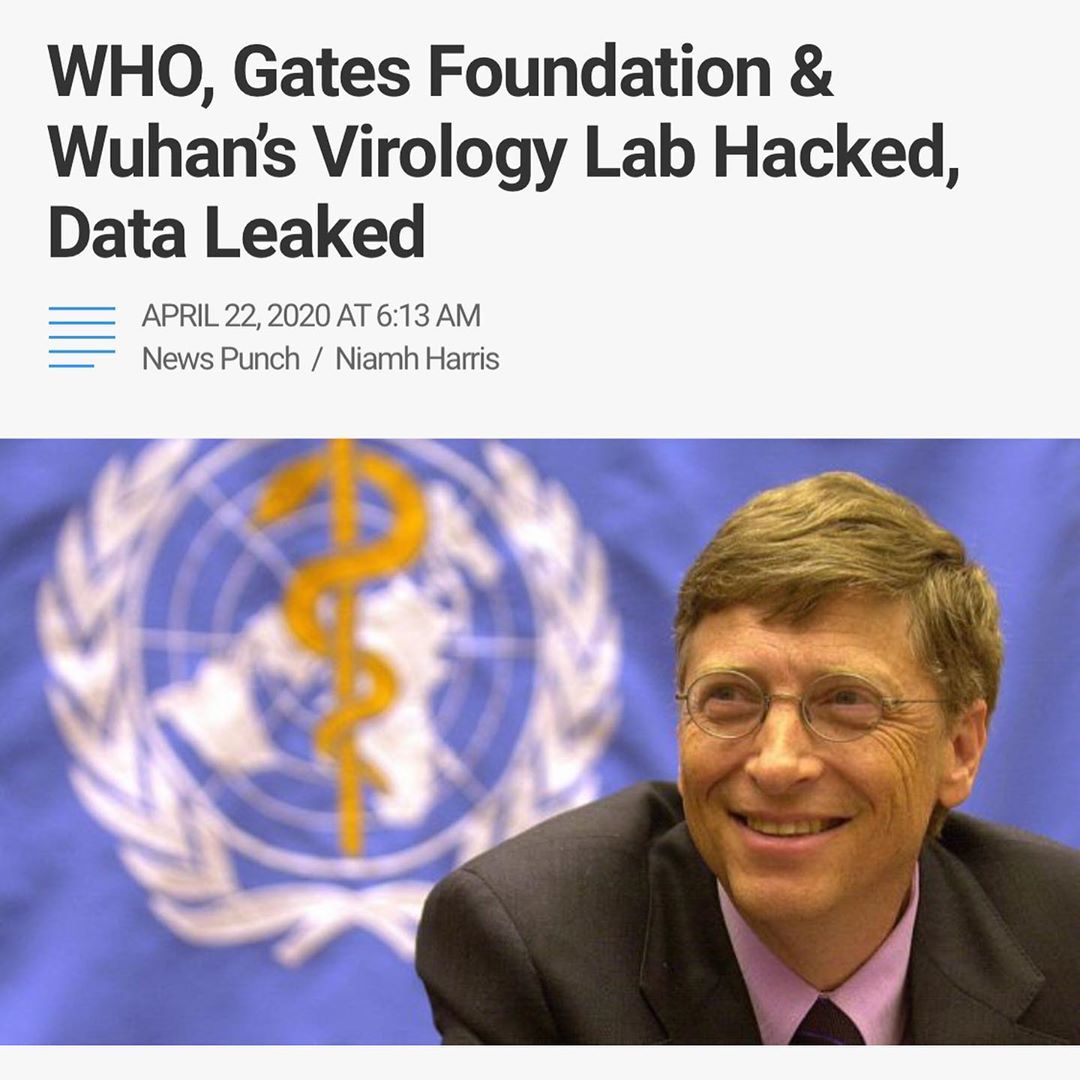 WHO, Gates Foundation &
Wuhan’s Virology Lab Hacked,
Data Leaked
APRIL 22, 2020 AT 6:13 AM
News Punch / Niamh Harris